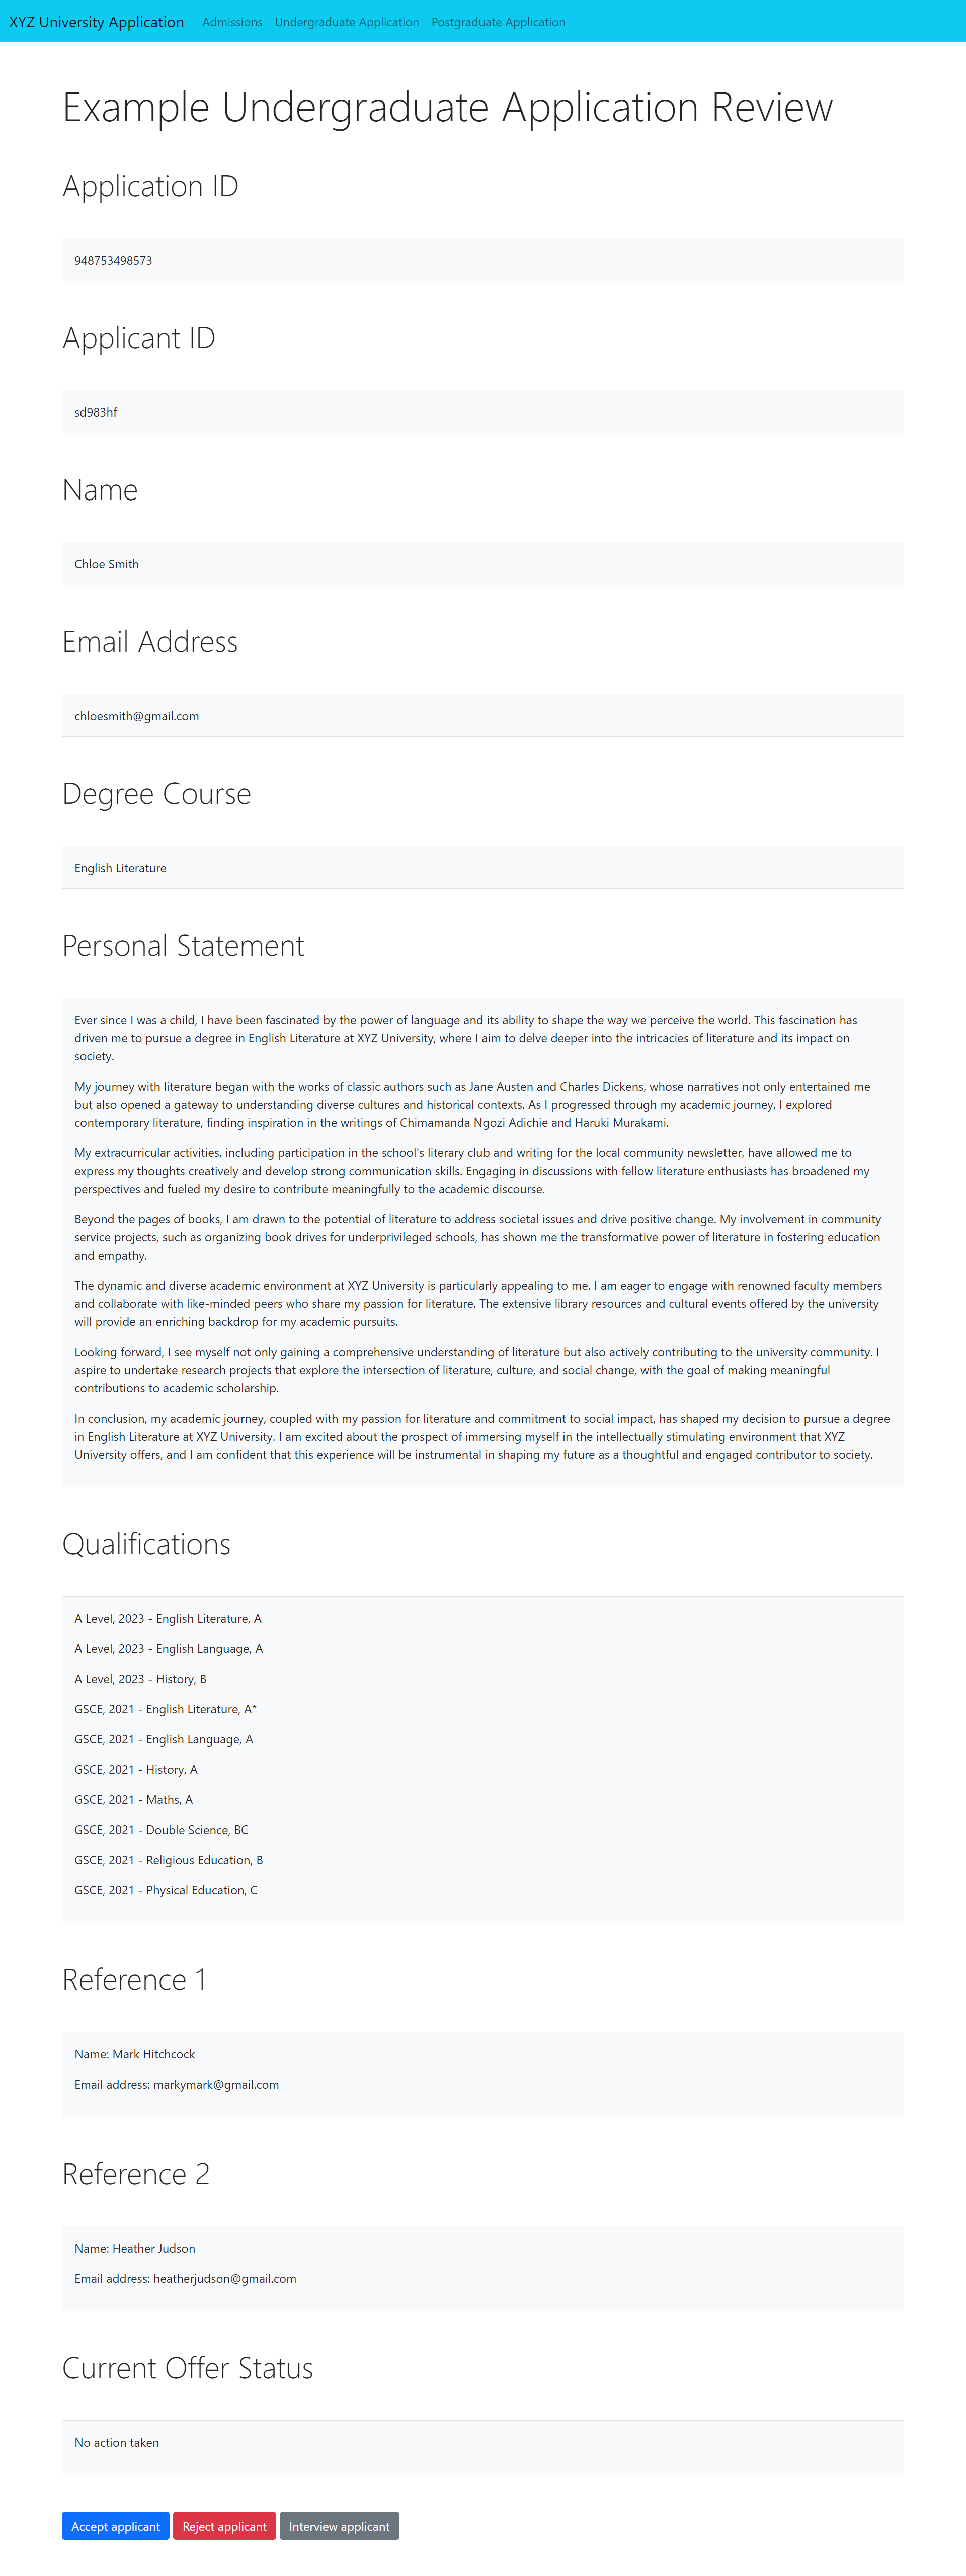 XYZ University Application
Admissions
Undergraduate Application
Postgraduate Application
Example Undergraduate Application Review
Application ID
948753498573
Applicant ID
sd983hf
Name
Chloe Smith
Email Address
chloesmith@gmail.com
Degree Course
English Literature
Personal Statement
Ever since I was a child, I have been fascinated by the power of language and its ability to shape the way we perceive the world. This fascination has
driven me to pursue a degree in English Literature at XYZ University, where I aim to delve deeper into the intricacies of literature and its impact on
society.
My journey with literature began with the works of classic authors such as Jane Austen and Charles Dickens, whose narratives not only entertained me
but also opened a gateway to understanding diverse cultures and historical contexts. As I progressed through my academic journey, I explored
contemporary literature, finding inspiration in the writings of Chimamanda Ngozi Adichie and Haruki Murakami.
My extracurricular activities, including participation in the school's literary club and writing for the local community newsletter, have allowed me to
express my thoughts creatively and develop strong communication skills. Engaging in discussions with fellow literature enthusiasts has broadened my
perspectives and fueled my desire to contribute meaningfully to the academic discourse.
Beyond the pages of books, I am drawn to the potential of literature to address societal issues and drive positive change. My involvement in community
service projects, such as organizing book drives for underprivileged schools, has shown me the transformative power of literature in fostering education
and empathy.
The dynamic and diverse academic environment at XYZ University is particularly appealing to me. I am eager to engage with renowned faculty members
and collaborate with like-minded peers who share my passion for literature. The extensive library resources and cultural events offered by the university
will provide an enriching backdrop for my academic pursuits.
Looking forward, I see myself not only gaining a comprehensive understanding of literature but also actively contributing to the university community. I
aspire to undertake research projects that explore the intersection of literature, culture, and social change, with the goal of making meaningful
contributions to academic scholarship.
In conclusion, my academic journey, coupled with my passion for literature and commitment to social impact, has shaped my decision to pursue a degree
in English Literature at XYZ University. I am excited about the prospect of immersing myself in the intellectually stimulating environment that XYZ
University offers, and I am confident that this experience will be instrumental in shaping my future as a thoughtful and engaged contributor to society.
Qualifications
A Level, 2023 - English Literature, A
A Level, 2023 - English Language, A
A Level, 2023 - History, B
GSCE, 2021 - English Literature, A*
GSCE, 2021 - English Language, A
GSCE, 2021 - History, A
GSCE, 2021 - Maths, A
GSCE, 2021 - Double Science, BC
GSCE, 2021 - Religious Education, B
GSCE, 2021 - Physical Education, C
Reference 1
Name: Mark Hitchcock
Email address: markymark@gmail.com
Reference 2
Name: Heather Judson
Email address: heatherjudson@gmail.com
Current Offer Status
No action taken
Accept applicant
Reject applicant
Interview applicant